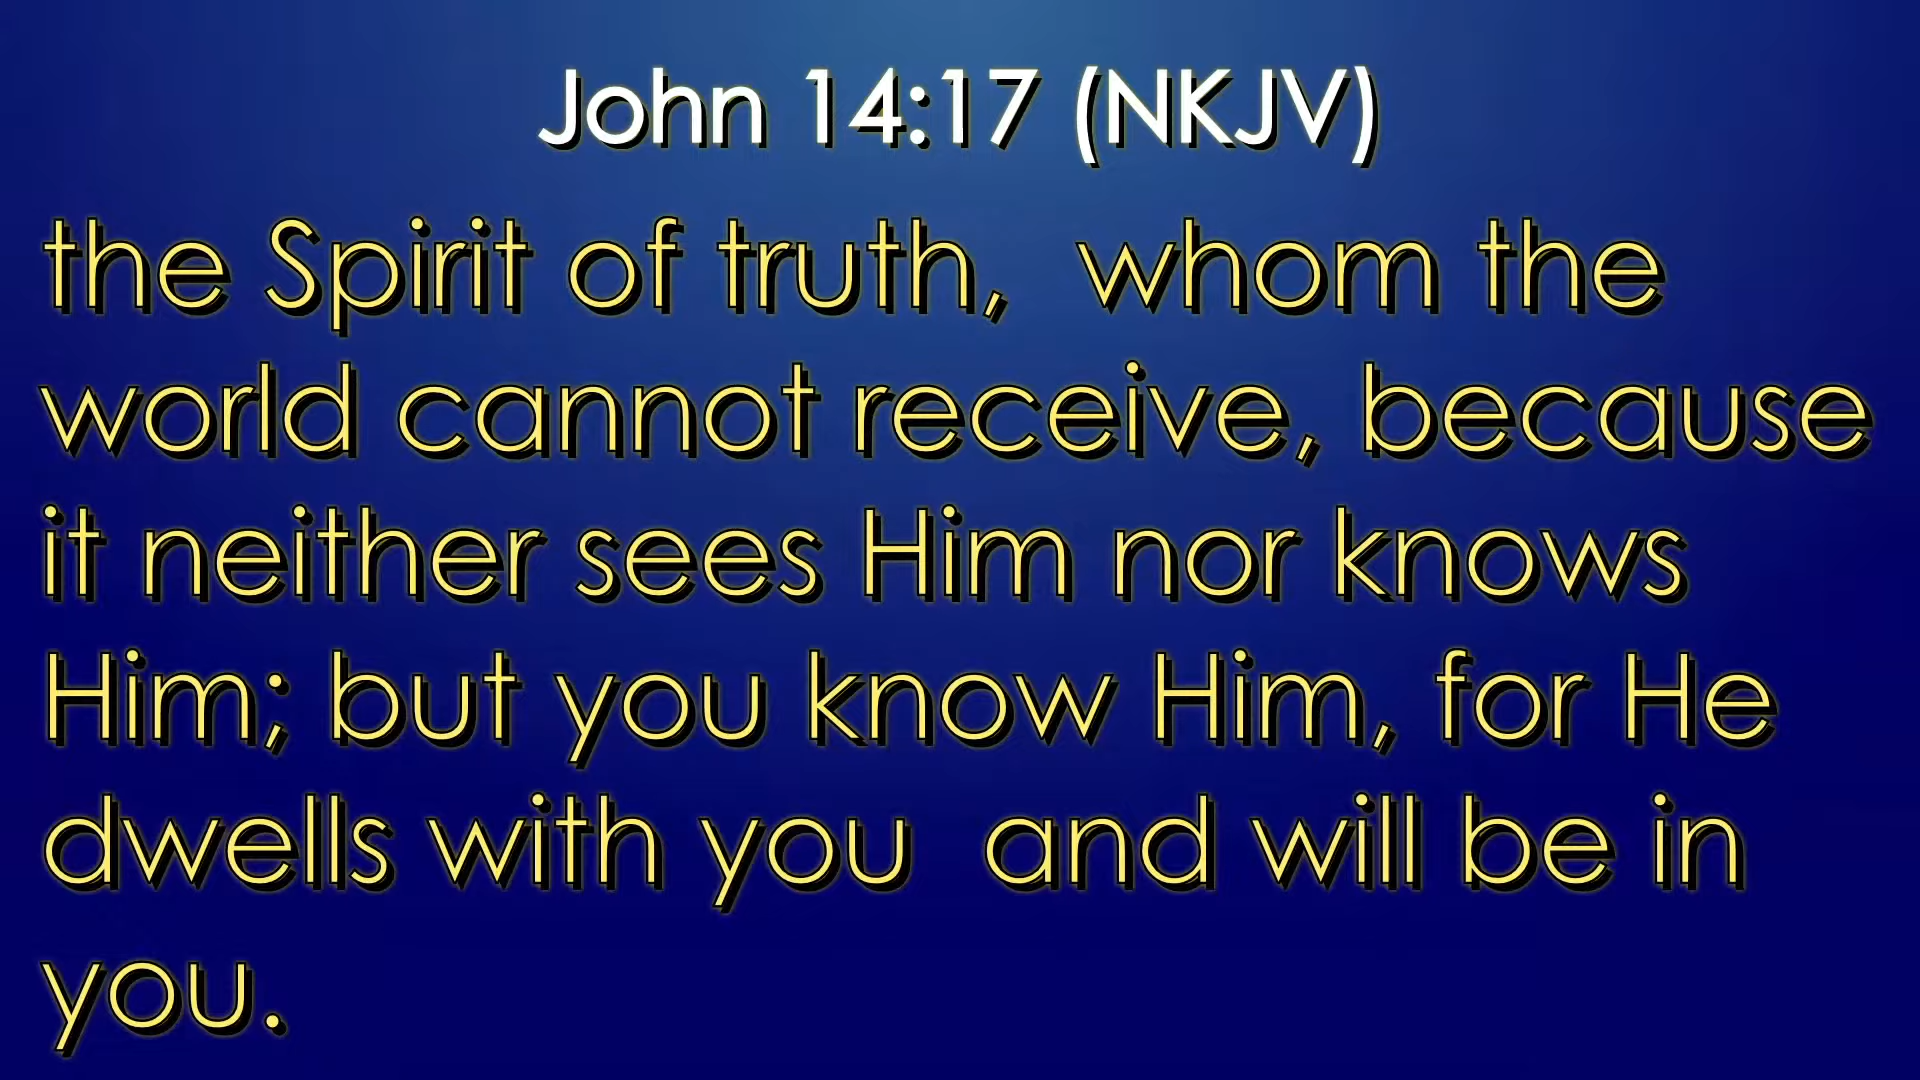 John 14:17 (NKJV)
the Spirit of truth,  whom the
world cannot receive, because
it neither sees Him nor knows
Him; but you know Him, for He
dwells with you  and will be in
you.